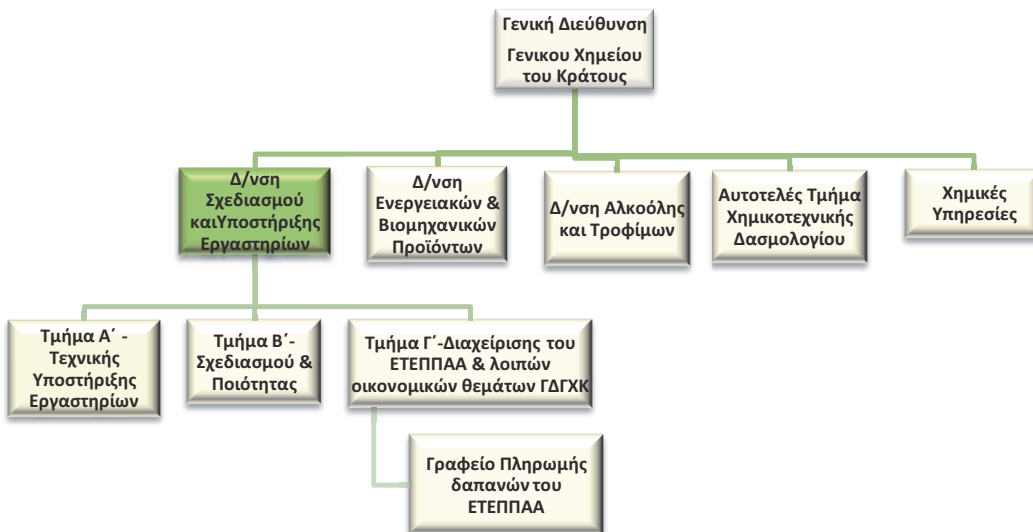 Γενική Διεύθυνση
Γενικου Χημείου
του Κράτους
Δ/νση
Σχεδιασμού
καιΥποστήριξης
Εργαστηρίων
Δ/νση
Ενεργειακών &
Βιομηχανικών
Προϊόντων
Δ/νση Αλκοόλης
και Τροφίμων
Αυτοτελές Τμήμα
Χημικοτεχνικής
Δασμολογίου
Χημικές
Υπηρεσίες
Τμήμα Α΄ -
Τεχνικής
Υποστήριξης
Εργαστηρίων
Τμήμα Β΄-
Σχεδιασμού &
Ποιότητας
Τμήμα Γ΄-Διαχείρισης του
ΕΤΕΠΠΑΑ & λοιπών
οικονομικών θεμάτων ΓΔΓΧΚ
Γραφείο Πληρωμής
δαπανών του
ΕΤΕΠΠΑΑ